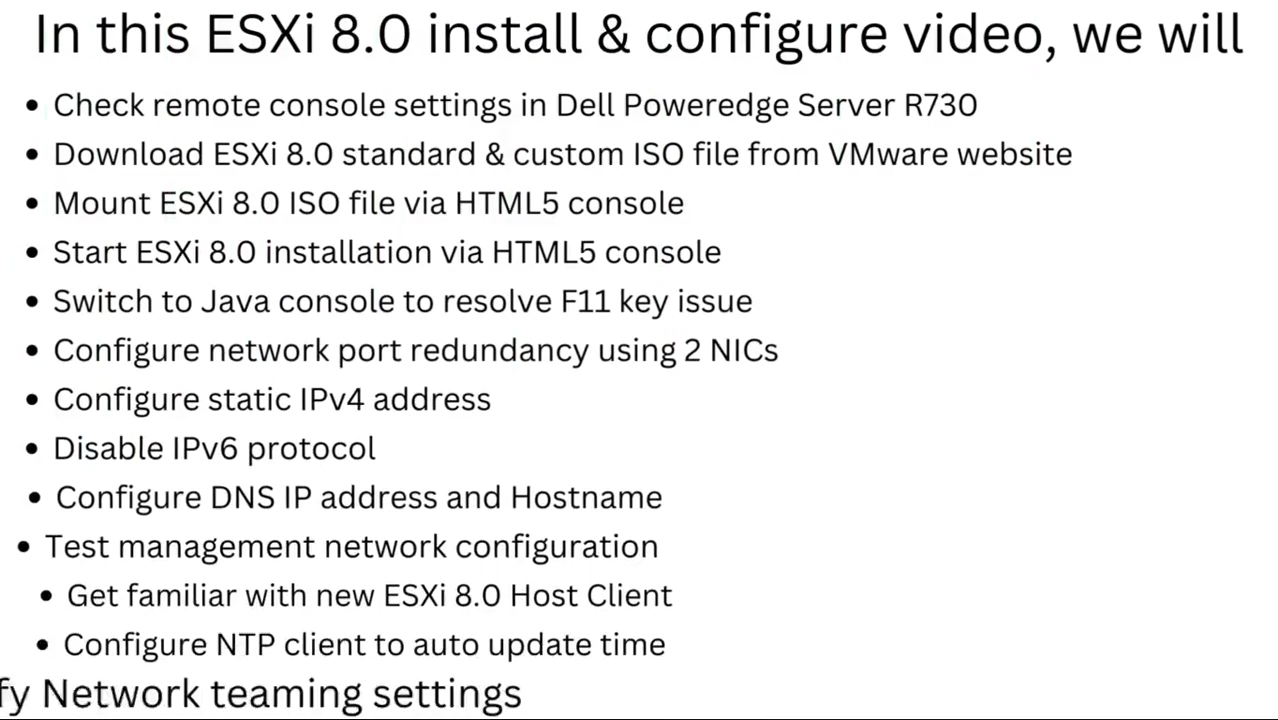 In this ESXi 8.0 install & configure video, we will
• Check remote console settings in Dell Poweredge Server R730
• Download ESXi 8.0 standard & custom ISO file from VMware website
• Mount ESXi 8.0 ISO file via HTML5 console
• Start ESXi 8.0 installation via HTML5 console
• Switch to Java console to resolve F11 key issue
• Configure network port redundancy using 2 NICs
• Configure static IPv4 address
• Disable IPv6 protocol
• Configure DNS IP address and Hostname
• Test management network configuration
• Get familiar with new ESXi 8.0 Host Client
• Configure NTP client to auto update time
fy Network teaming settings